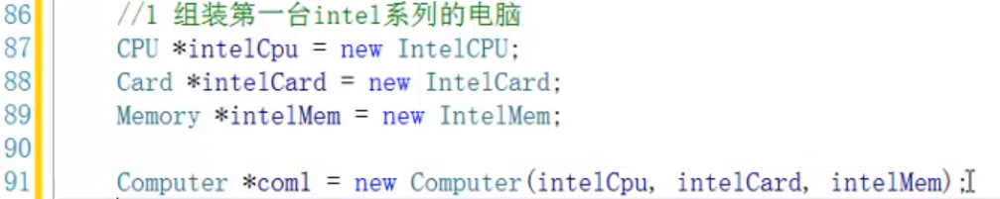 86 //1 组装第一台intel系列的电脑
87 CPU *intelCpu = new IntelCPU;
88 Card *intelCard = new IntelCard;
89 Memory *intelMem = new IntelMem;
90
91 Computer *com1 = new Computer(intelCpu, intelCard, intelMem);